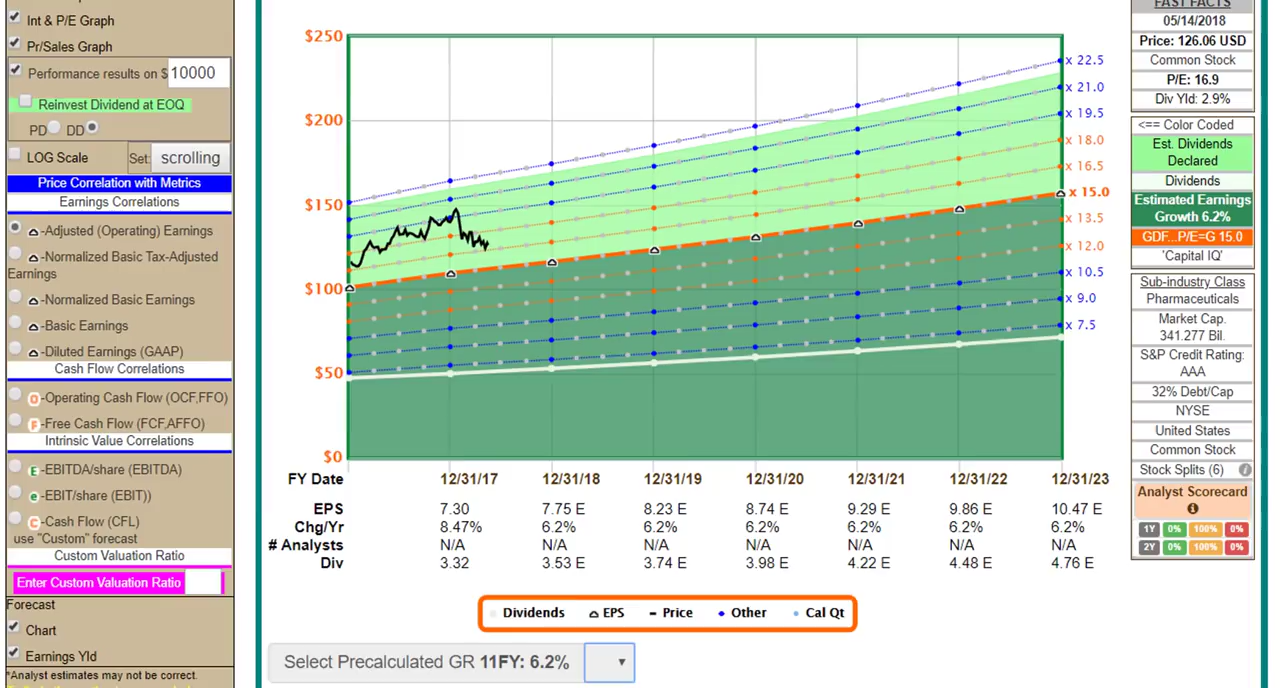 Int & P/E Graph
Pr/Sales Graph
Performance results on $ 10000
Reinvest Dividend at EOQ
PD DD
LOG Scale Set: scrolling
Price Correlation with Metrics
Earnings Correlations
-Adjusted (Operating) Earnings
-Normalized Basic Tax-Adjusted
Earnings
-Normalized Basic Earnings
-Basic Earnings
-Diluted Earnings (GAAP)
Cash Flow Correlations
O-Operating Cash Flow (OCF,FFO)
F-Free Cash Flow (FCF,AFFO)
Intrinsic Value Correlations
E-EBITDA/share (EBITDA)
e-EBIT/share (EBIT))
C-Cash Flow (CFL)
use "Custom" forecast
Custom Valuation Ratio
Enter Custom Valuation Ratio
Forecast
Chart
Earnings Yld
*Analyst estimates may not be correct.
$250
$200
$150
$100
$50
$0
x 22.5
x 21.0
x 19.5
x 18.0
x 16.5
x 15.0
x 13.5
x 12.0
x 10.5
x 9.0
x 7.5
FY Date 12/31/17 12/31/18 12/31/19 12/31/20 12/31/21 12/31/22 12/31/23
EPS 7.30 7.75 E 8.23 E 8.74 E 9.29 E 9.86 E 10.47 E
Chg/Yr 8.47% 6.2% 6.2% 6.2% 6.2% 6.2% 6.2%
# Analysts N/A N/A N/A N/A N/A N/A N/A
Div 3.32 3.53 E 3.74 E 3.98 E 4.22 E 4.48 E 4.76 E
Dividends EPS Price Other Cal Qt
Select Precalculated GR 11FY: 6.2%
FAST FACTS
05/14/2018
Price: 126.06 USD
Common Stock
P/E: 16.9
Div Yld: 2.9%
<== Color Coded
Est. Dividends
Declared
Dividends
Estimated Earnings
Growth 6.2%
GDF...P/E=G 15.0
'Capital IQ'
Sub-industry Class
Pharmaceuticals
Market Cap.
341.277 Bil.
S&P Credit Rating:
AAA
32% Debt/Cap
NYSE
United States
Common Stock
Stock Splits (6) i
Analyst Scorecard
1Y 0% 100% 0%
2Y 0% 100% 0%